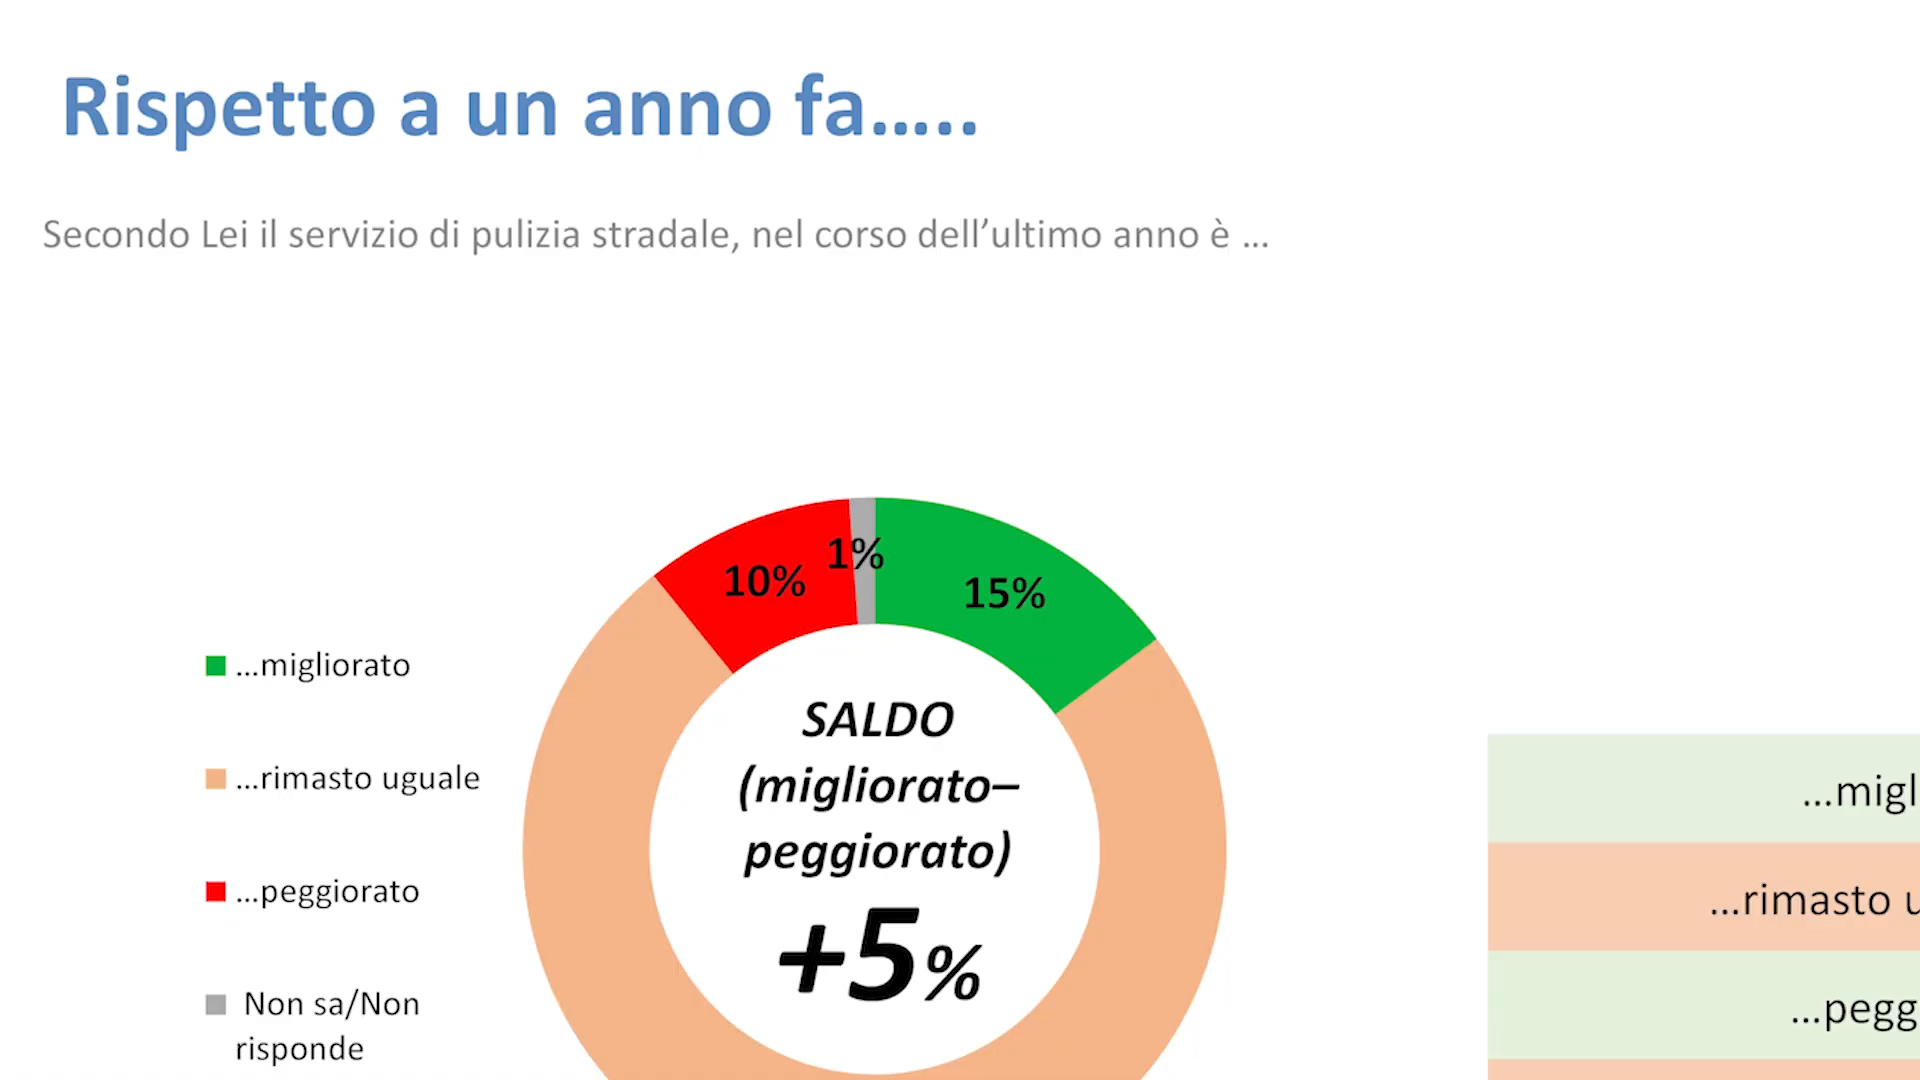 Rispetto a un anno fa.....
Secondo Lei il servizio di pulizia stradale, nel corso dell’ultimo anno è ...
10%
1%
15%
...migliorato
...rimasto uguale
...peggiorato
Non sa/Non
risponde
SALDO
(migliorato–
peggiorato)
+5%
...rimasto